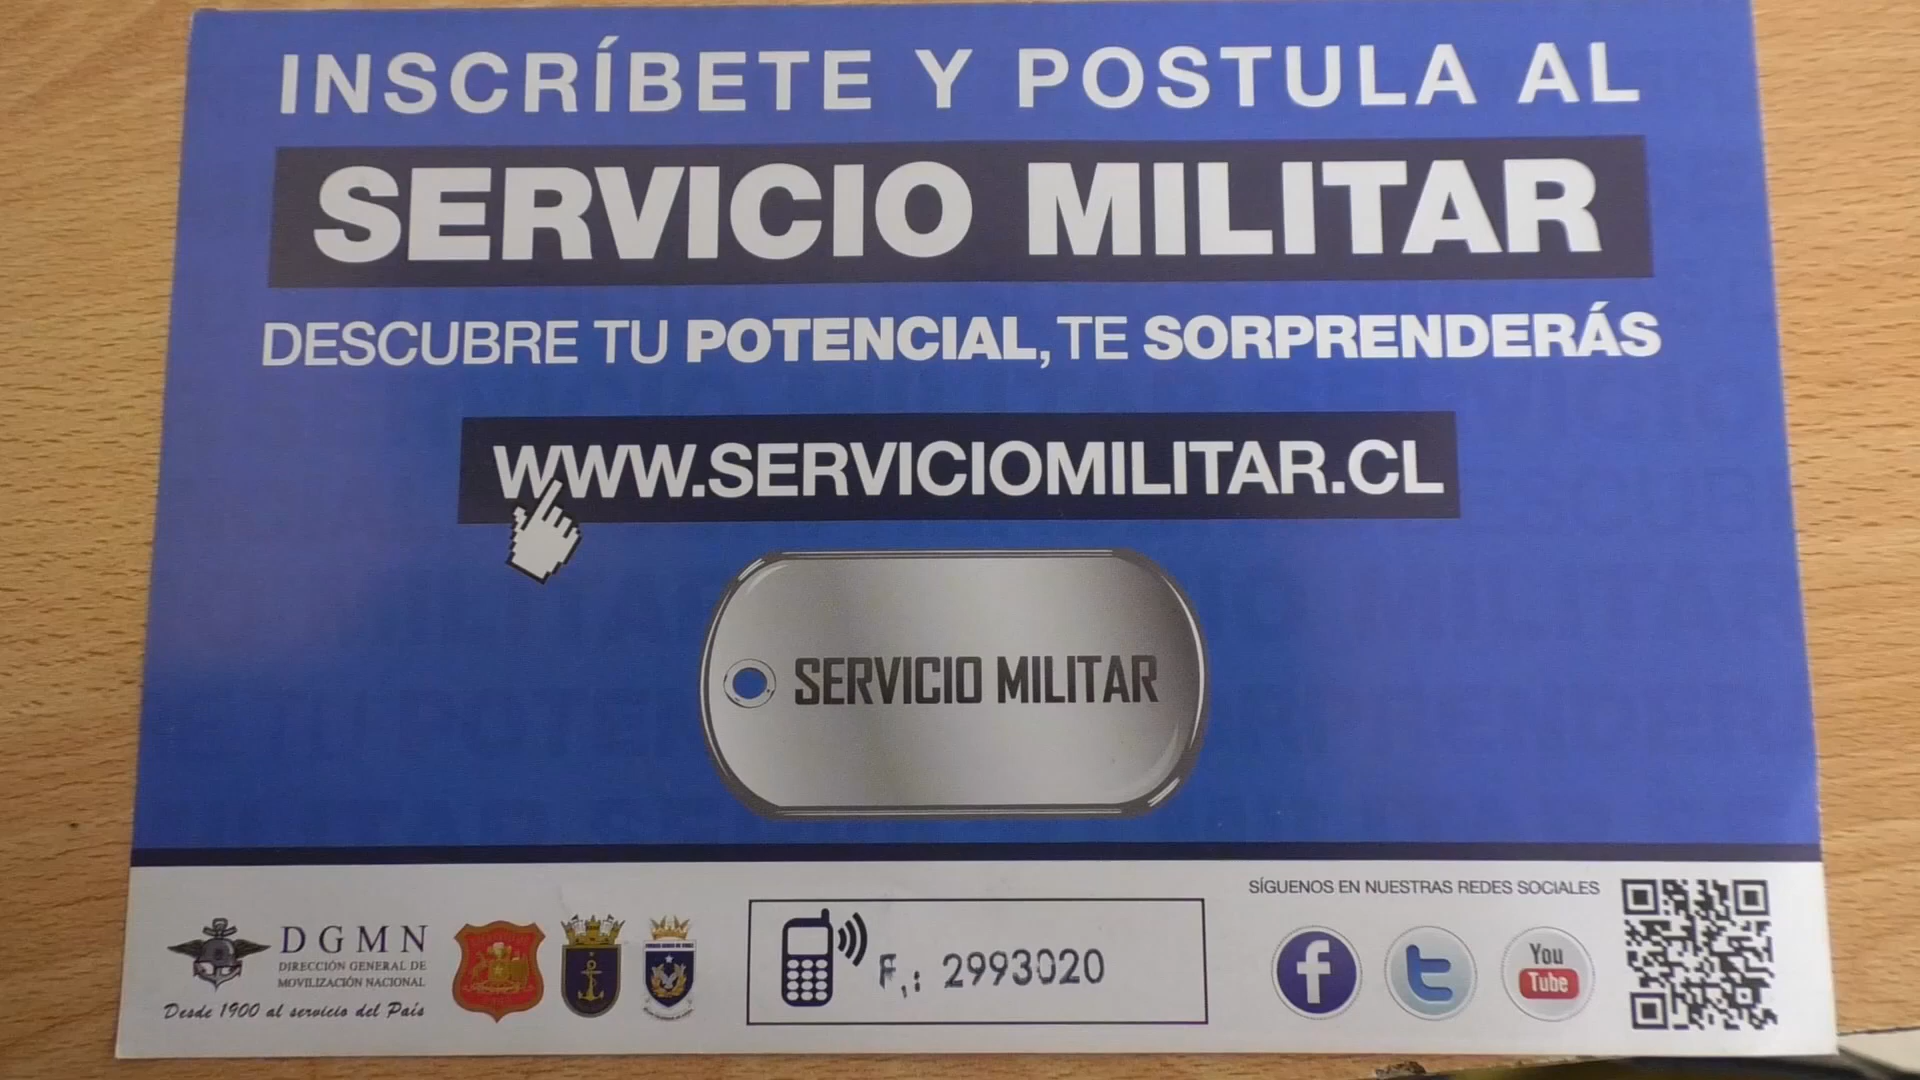 INSCRÍBETE Y POSTULA AL
SERVICIO MILITAR
DESCUBRE TU POTENCIAL, TE SORPRENDERÁS
WWW.SERVICIOMILITAR.CL
SERVICIO MILITAR
DGMN
DIRECCIÓN GENERAL DE
MOVILIZACIÓN NACIONAL
Desde 1900 al servicio del País
F.: 2993020
SÍGUENOS EN NUESTRAS REDES SOCIALES
f
t
You
Tube